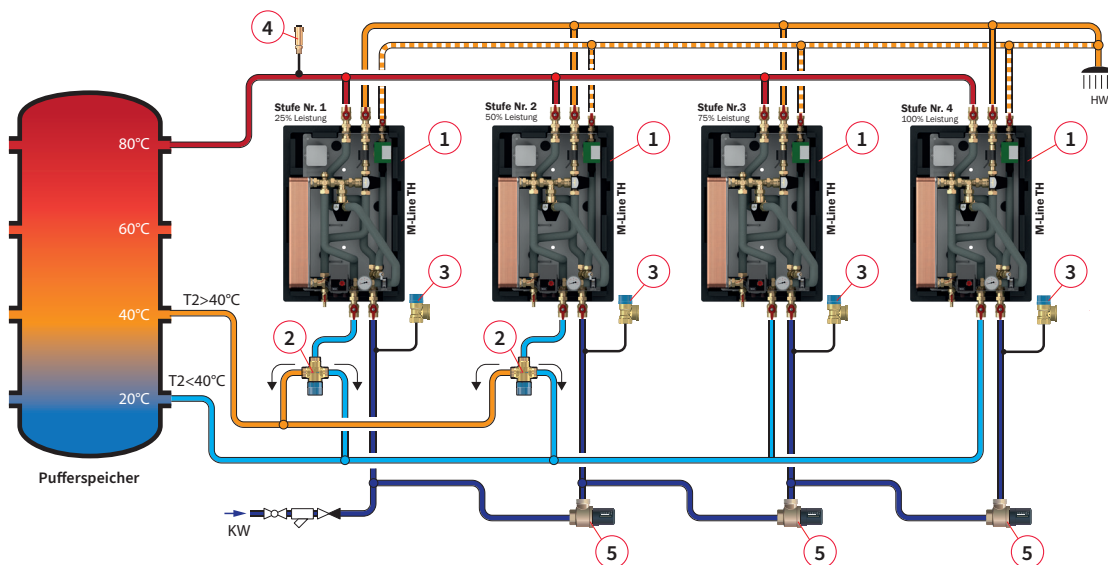 4
HW
Stufe Nr. 1
25% Leistung
Stufe Nr. 2
50% Leistung
Stufe Nr.3
75% Leistung
Stufe Nr. 4
100% Leistung
80°C
1
1
1
1
M-Line TH
M-Line TH
M-Line TH
M-Line TH
60°C
3
3
3
3
T2>40°C
40°C
2
2
T2<40°C
20°C
Pufferspeicher
KW
5
5
5